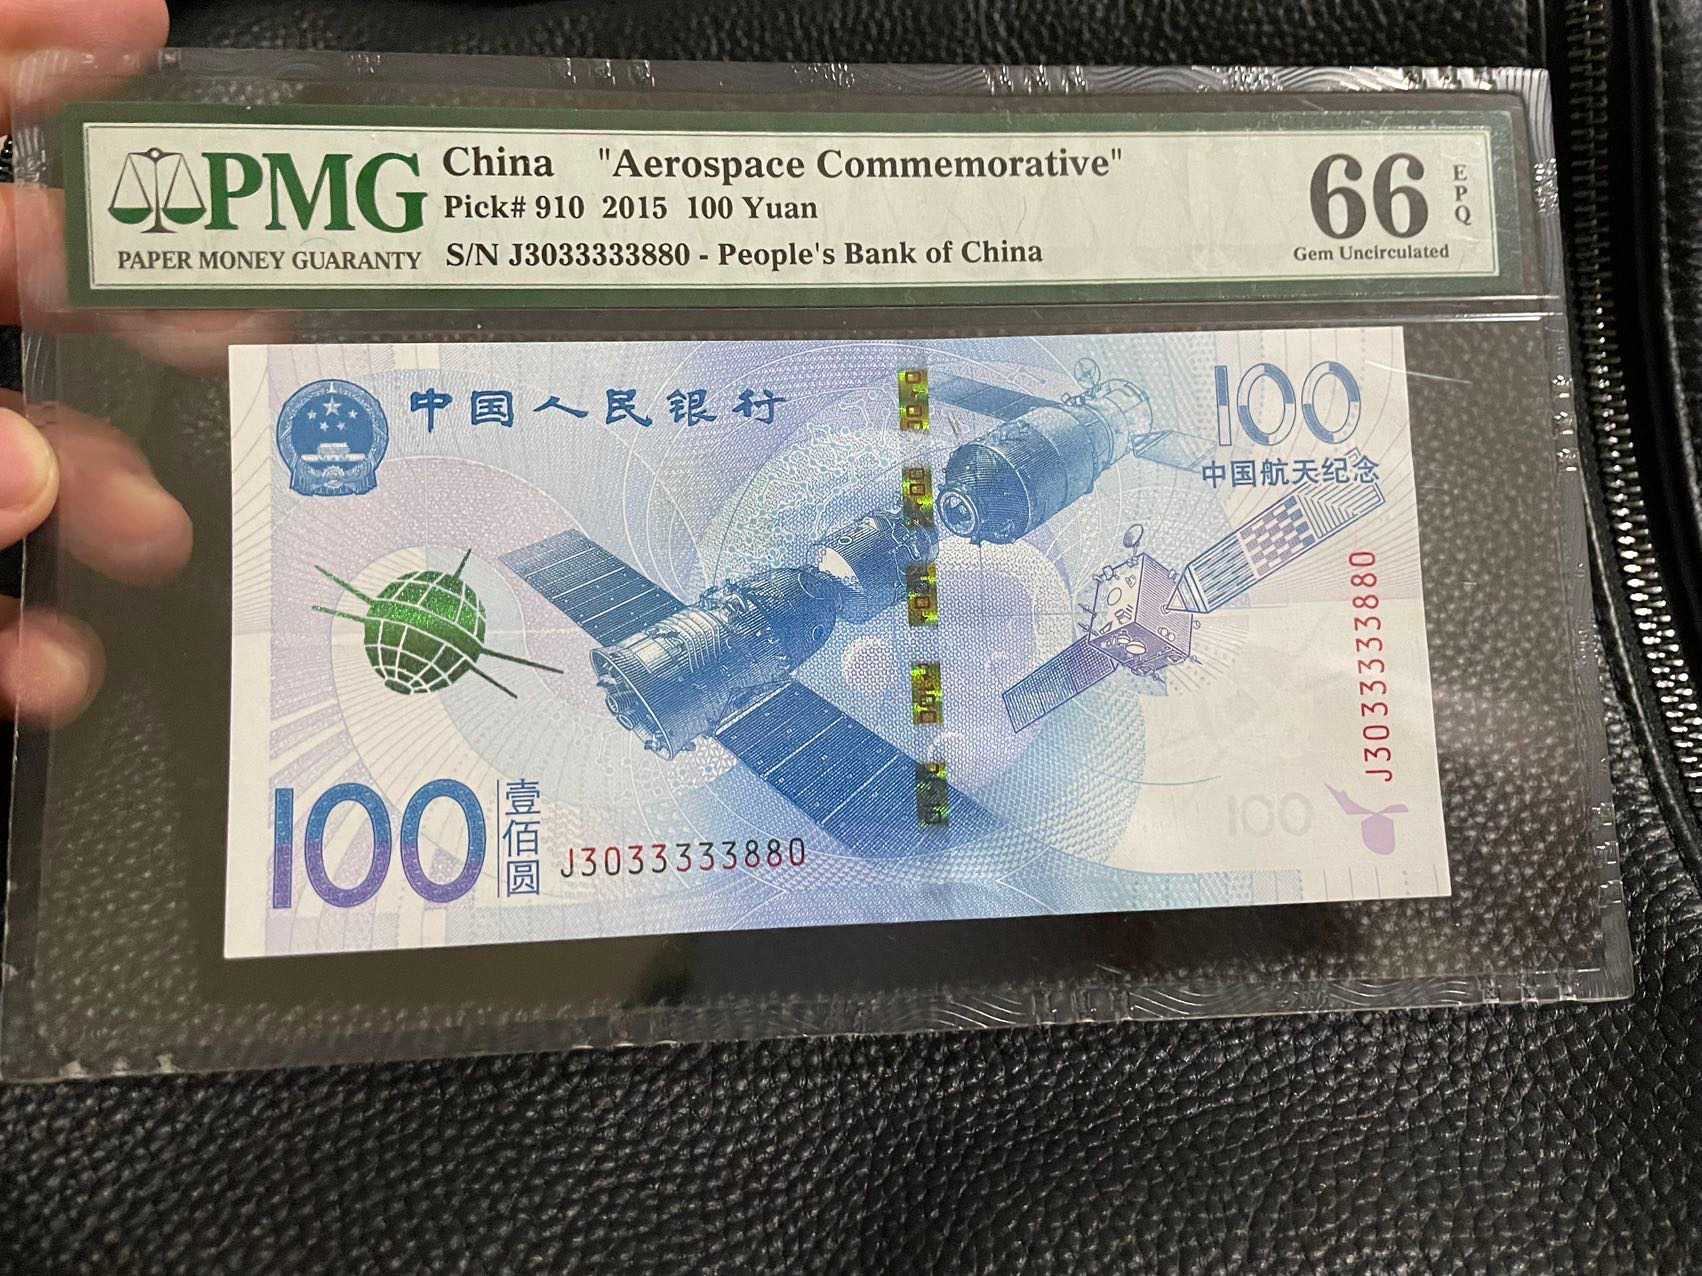 PMG
PAPER MONEY GUARANTY
China "Aerospace Commemorative"
Pick# 910 2015 100 Yuan
S/N J3033333880 - People's Bank of China
66
EPQ
Gem Uncirculated
中国人民银行
100
中国航天纪念
J3033333880
100
壹佰圆
J3033333880
100